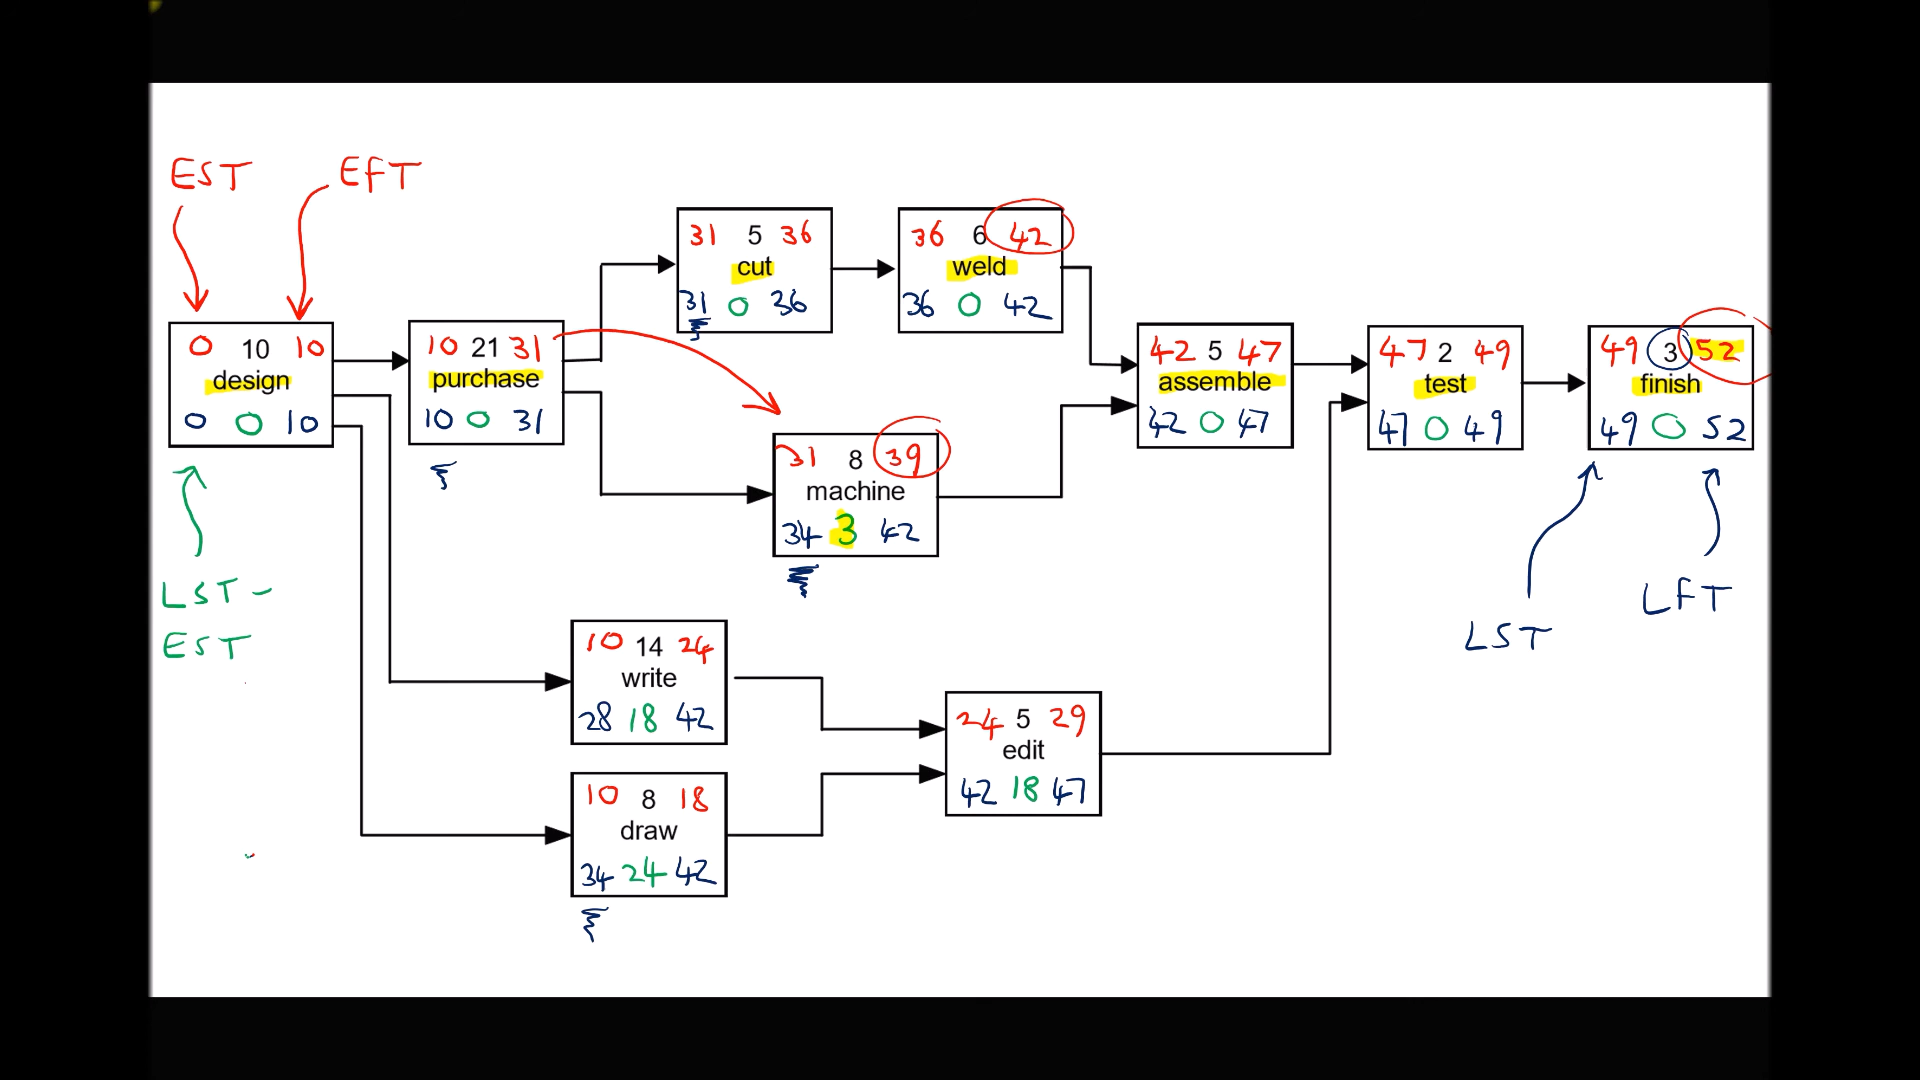 EST
EFT
0 10 10
design
0 0 10
LST -
EST
10 21 31
purchase
10 0 31
31 5 36
cut
31 0 36
36 6 42
weld
36 0 42
31 8 39
machine
34 3 42
10 14 24
write
28 18 42
10 8 18
draw
34 24 42
24 5 29
edit
42 18 47
42 5 47
assemble
42 0 47
47 2 49
test
47 0 49
49 3 52
finish
49 0 52
LST
LFT